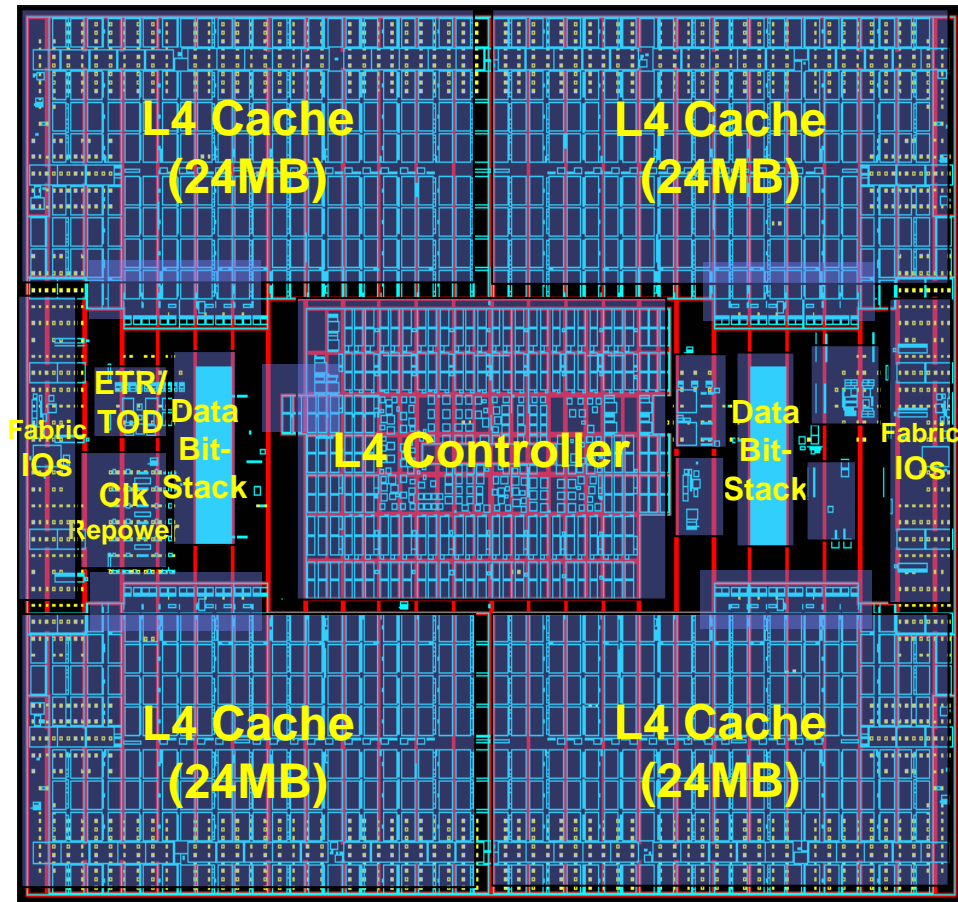 L4 Cache
(24MB)
L4 Cache
(24MB)
Fabric
IOs
ETR/
TOD
Clk
Repower
Data
Bit-
Stack
L4 Controller
Data
Bit-
Stack
Fabric
IOs
L4 Cache
(24MB)
L4 Cache
(24MB)